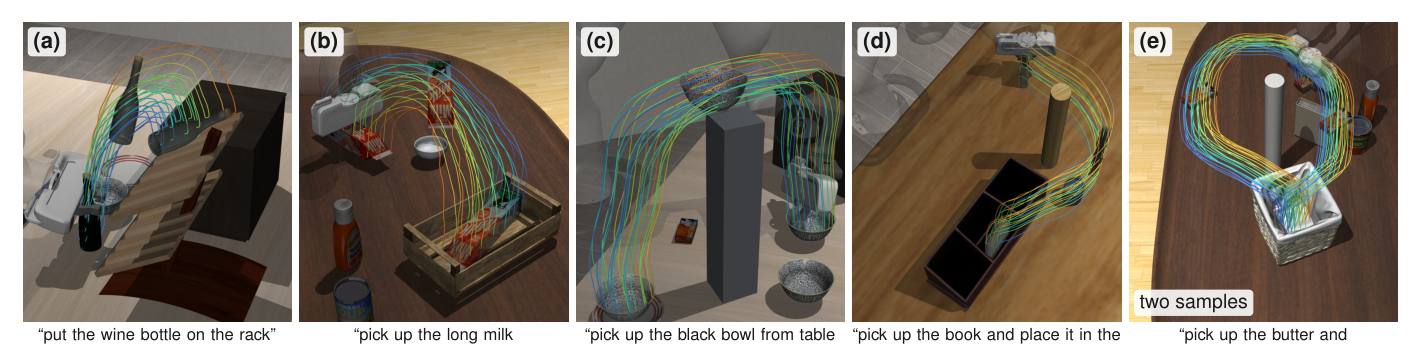 (a)
(b)
(c)
(d)
(e)
two samples
“put the wine bottle on the rack”
“pick up the long milk
“pick up the black bowl from table
“pick up the book and place it in the
“pick up the butter and